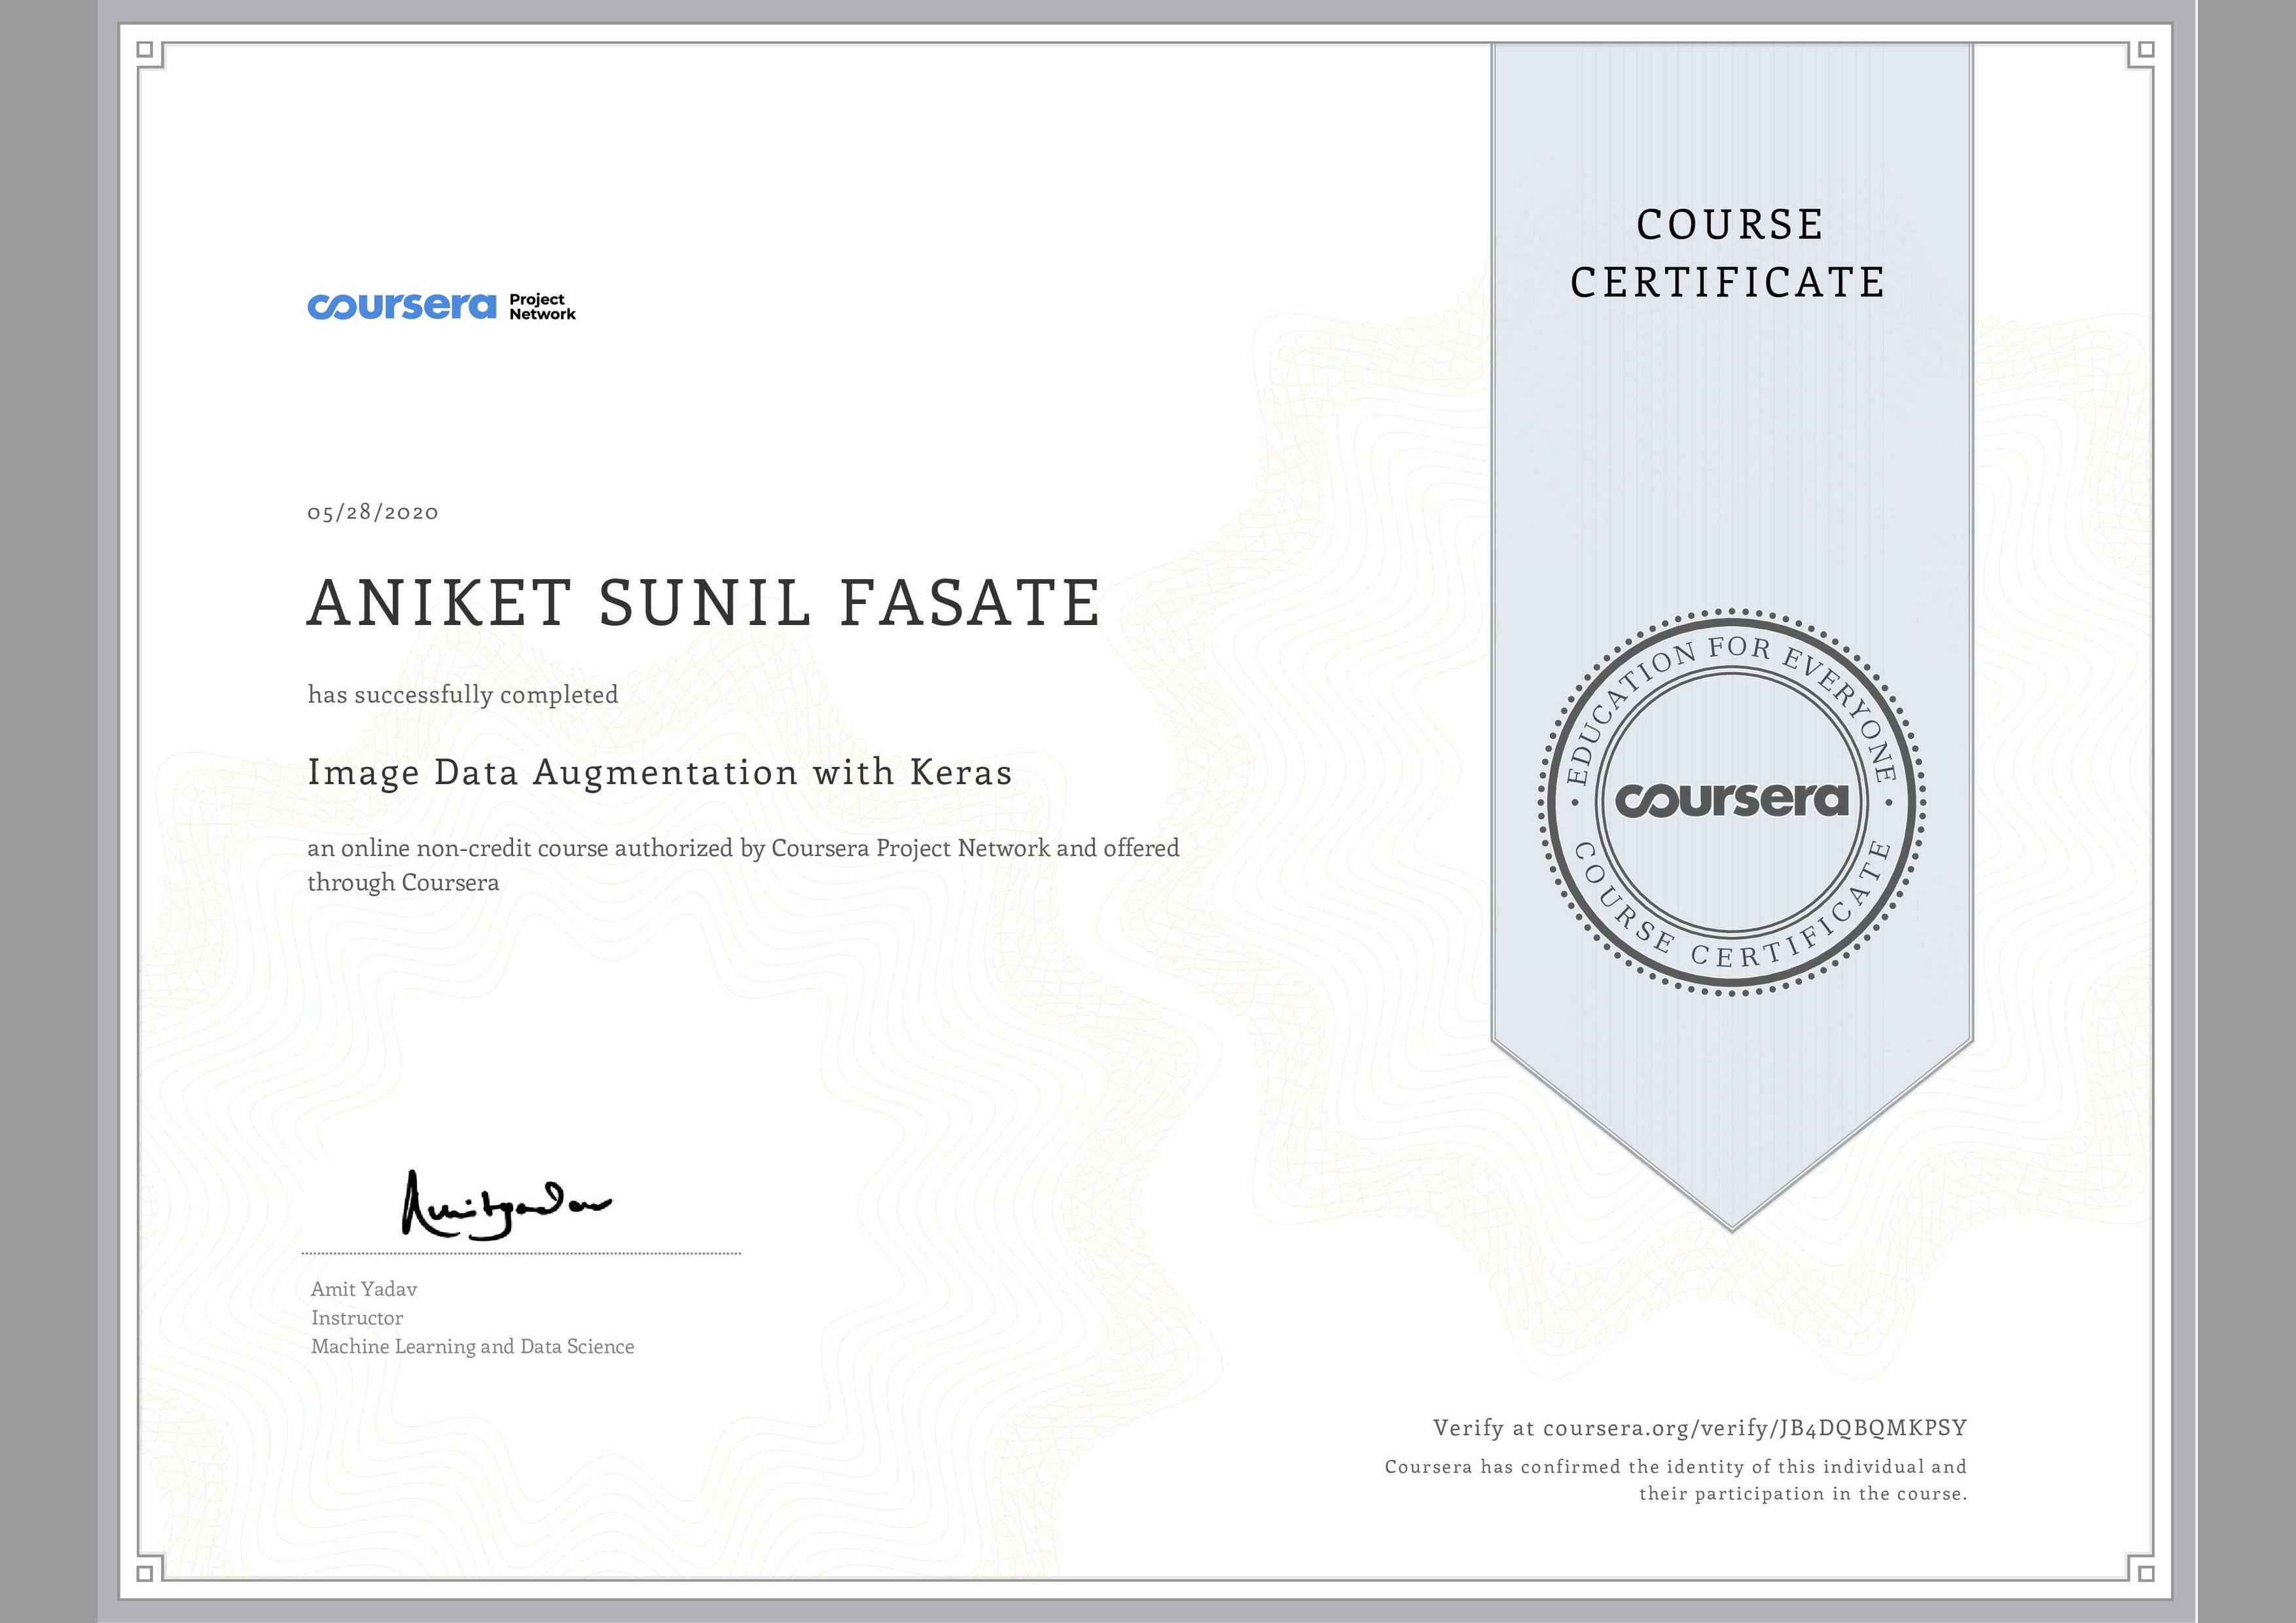 COURSE
CERTIFICATE
coursera Project
Network
05/28/2020
ANIKET SUNIL FASATE
has successfully completed
Image Data Augmentation with Keras
an online non-credit course authorized by Coursera Project Network and offered
through Coursera
EDUCATION FOR EVERYONE
coursera
COURSE CERTIFICATE
Amit Yadav
Amit Yadav
Instructor
Machine Learning and Data Science
Verify at coursera.org/verify/JB4DQBQMKPSY
Coursera has confirmed the identity of this individual and
their participation in the course.